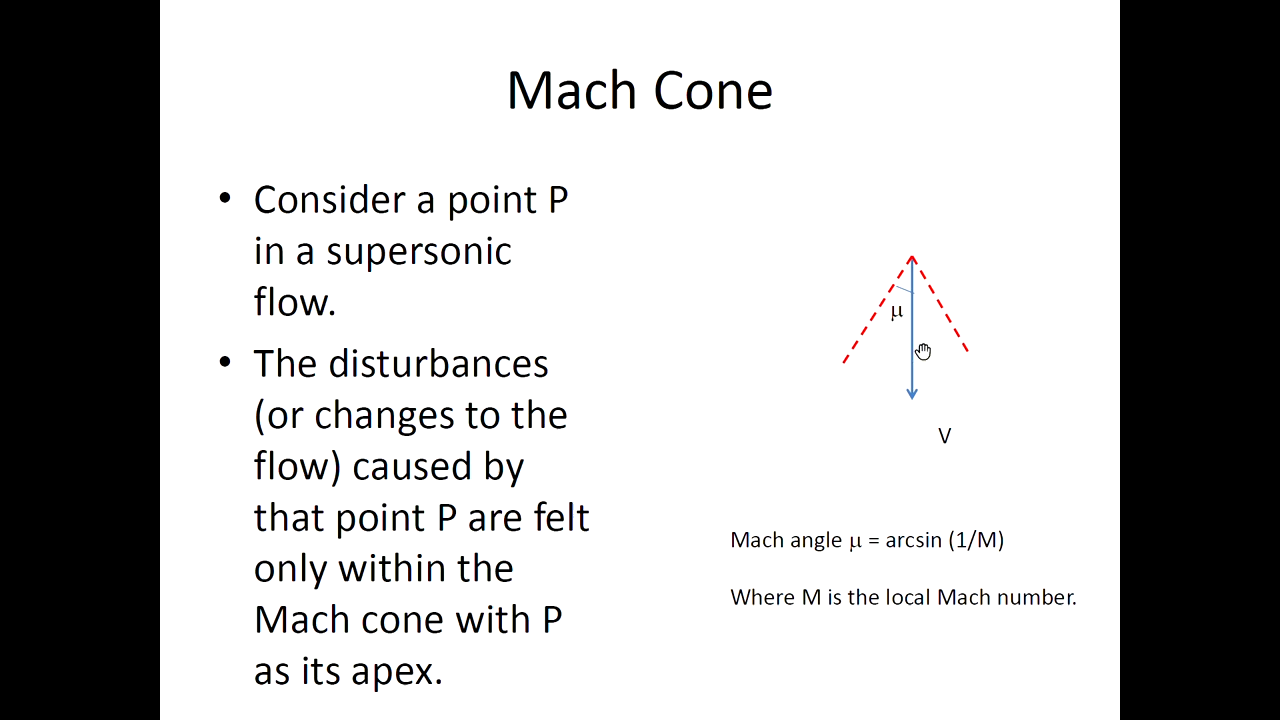 Mach Cone
• Consider a point P
in a supersonic
flow.
• The disturbances
(or changes to the
flow) caused by
that point P are felt
only within the
Mach cone with P
as its apex.
μ
V
Mach angle μ = arcsin (1/M)
Where M is the local Mach number.